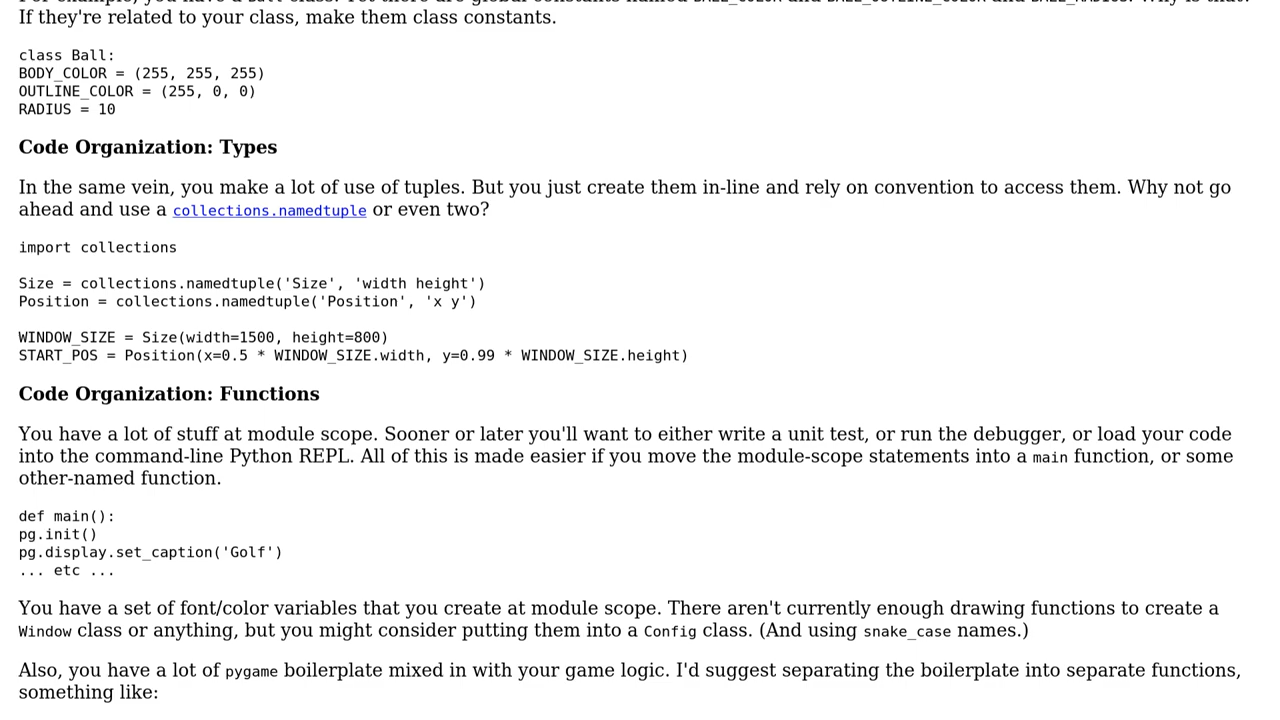 If they're related to your class, make them class constants.
class Ball:
BODY_COLOR = (255, 255, 255)
OUTLINE_COLOR = (255, 0, 0)
RADIUS = 10
Code Organization: Types
In the same vein, you make a lot of use of tuples. But you just create them in-line and rely on convention to access them. Why not go
ahead and use a collections.namedtuple or even two?
import collections
Size = collections.namedtuple('Size', 'width height')
Position = collections.namedtuple('Position', 'x y')
WINDOW_SIZE = Size(width=1500, height=800)
START_POS = Position(x=0.5 * WINDOW_SIZE.width, y=0.99 * WINDOW_SIZE.height)
Code Organization: Functions
You have a lot of stuff at module scope. Sooner or later you'll want to either write a unit test, or run the debugger, or load your code
into the command-line Python REPL. All of this is made easier if you move the module-scope statements into a main function, or some
other-named function.
def main():
pg.init()
pg.display.set_caption('Golf')
... etc ...
You have a set of font/color variables that you create at module scope. There aren't currently enough drawing functions to create a
Window class or anything, but you might consider putting them into a Config class. (And using snake_case names.)
Also, you have a lot of pygame boilerplate mixed in with your game logic. I'd suggest separating the boilerplate into separate functions,
something like: